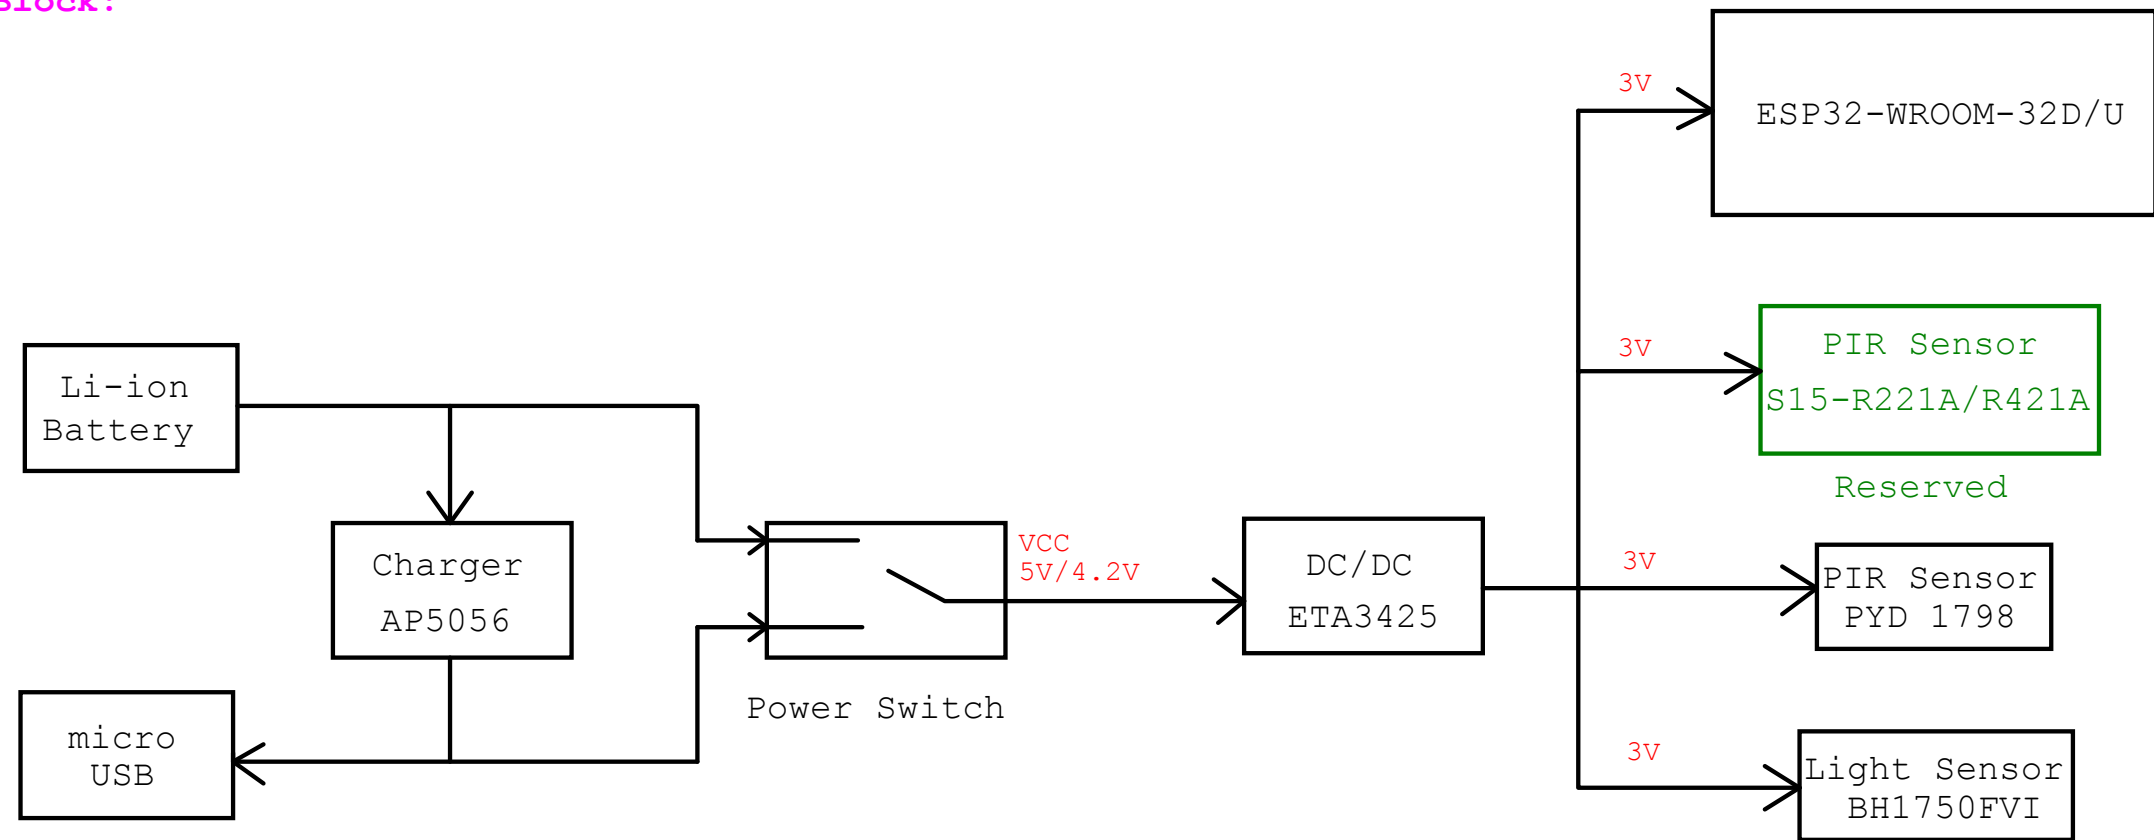 Block:
3V
ESP32-WROOM-32D/U
3V
PIR Sensor
S15-R221A/R421A
Reserved
Li-ion
Battery
Charger
AP5056
VCC
5V/4.2V
Power Switch
DC/DC
ETA3425
3V
PIR Sensor
PYD 1798
micro
USB
3V
Light Sensor
BH1750FVI